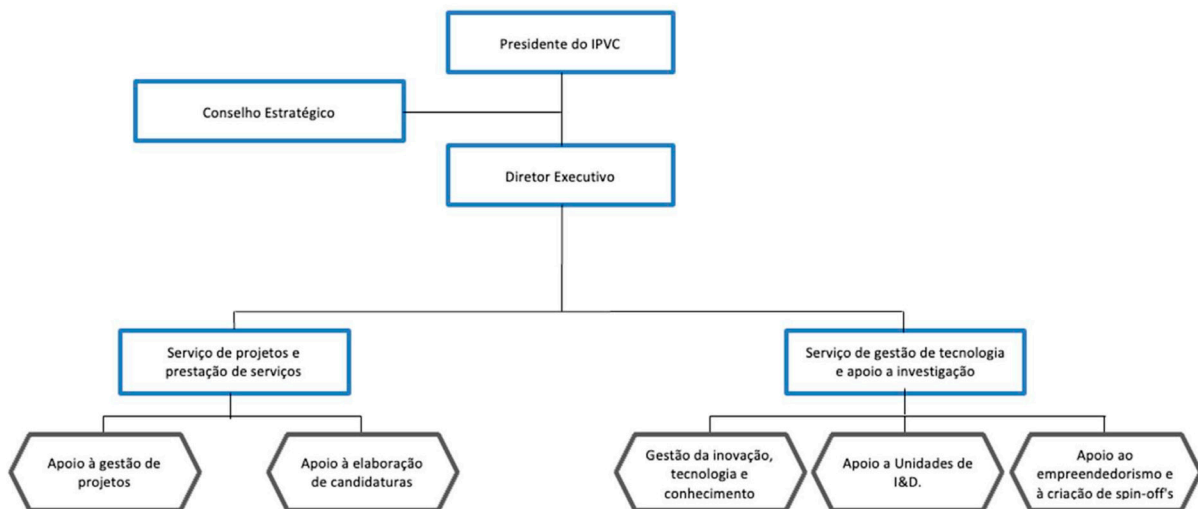 Presidente do IPVC
Conselho Estratégico
Diretor Executivo
Serviço de projetos e
prestação de serviços
Serviço de gestão de tecnologia
e apoio a investigação
Apoio à gestão de
projetos
Apoio à elaboração
de candidaturas
Gestão da inovação,
tecnologia e
conhecimento
Apoio a Unidades de
I&D.
Apoio ao
empreendedorismo e
à criação de spin-off's